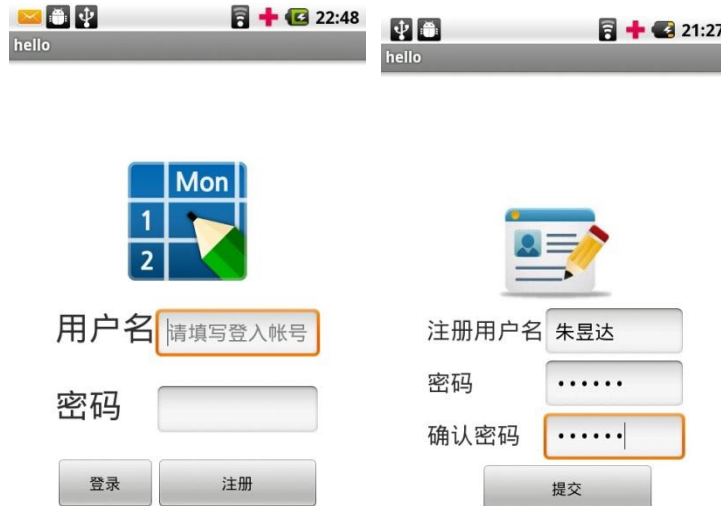 22:48
hello
Mon
1
2
用户名 请填写登入帐号
密码
登录 注册
21:27
hello
注册用户名 朱昱达
密码 ••••••
确认密码 ••••••
提交